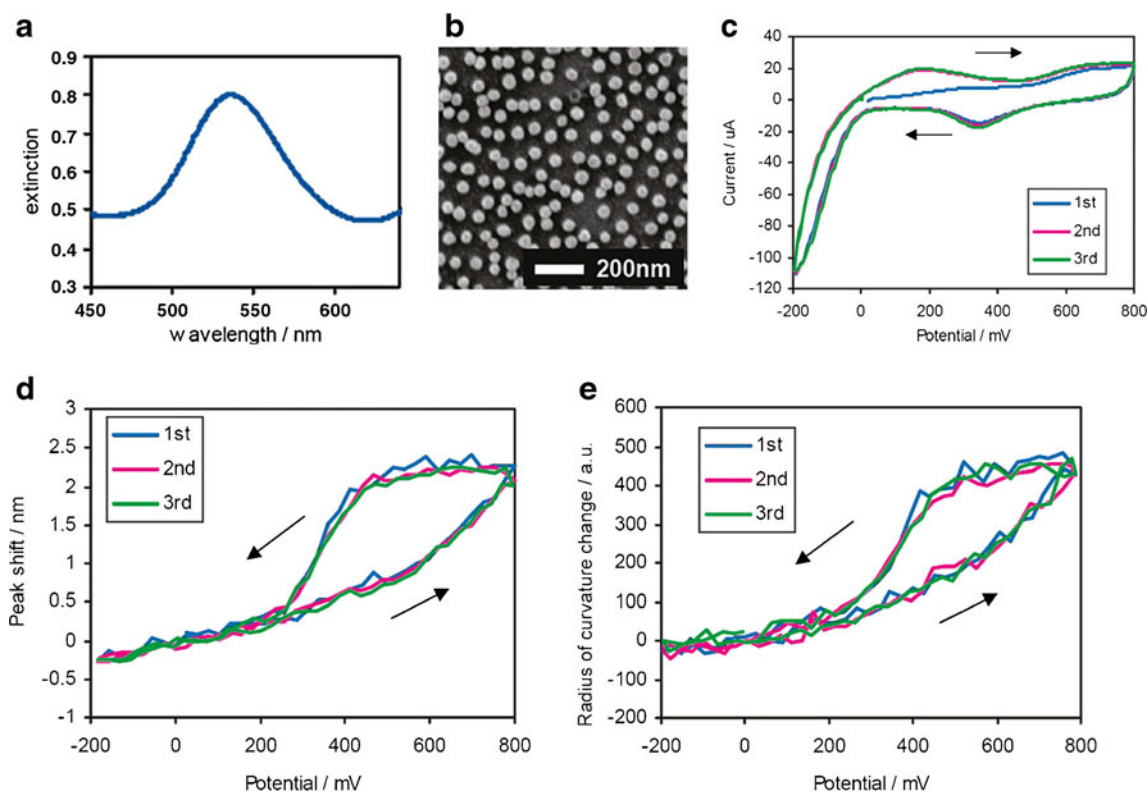 a
0.9
0.8
0.7
0.6
0.5
0.4
0.3
extinction
450
500
550
600
wavelength / nm
b
200nm
c
40
20
0
-20
-40
-60
-80
-100
-120
Current / uA
1st
2nd
3rd
-200
0
200
400
600
800
Potential / mV
d
3
2.5
2
1.5
1
0.5
0
-0.5
-1
Peak shift / nm
1st
2nd
3rd
-200
0
200
400
600
800
Potential / mV
e
600
500
400
300
200
100
0
-100
-200
Radius of curvature change / a.u.
1st
2nd
3rd
-200
0
200
400
600
800
Potential / mV